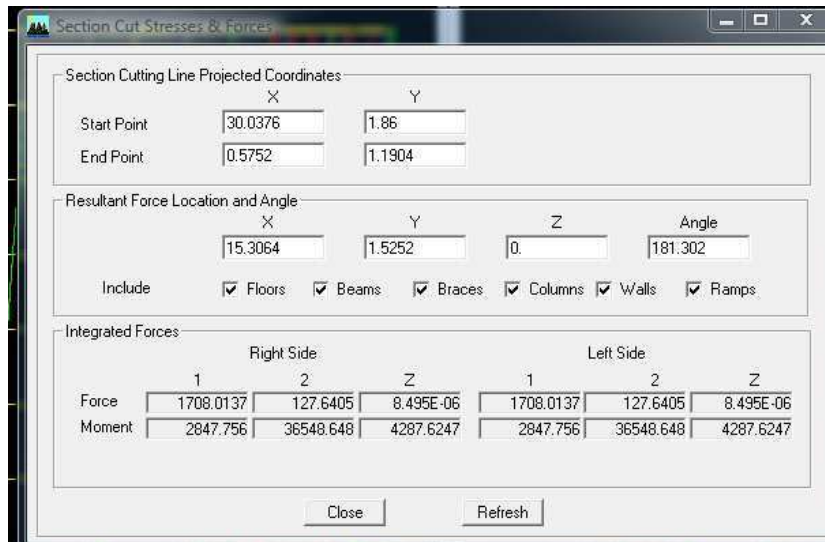 Section Cut Stresses & Forces
Section Cutting Line Projected Coordinates
X Y
Start Point 30.0376 1.86
End Point 0.5752 1.1904
Resultant Force Location and Angle
X Y Z Angle
15.3064 1.5252 0. 181.302
Include Floors Beams Braces Columns Walls Ramps
Integrated Forces
Right Side Left Side
1 2 Z 1 2 Z
Force 1708.0137 127.6405 8.495E-06 1708.0137 127.6405 8.495E-06
Moment 2847.756 36548.648 4287.6247 2847.756 36548.648 4287.6247
Close Refresh